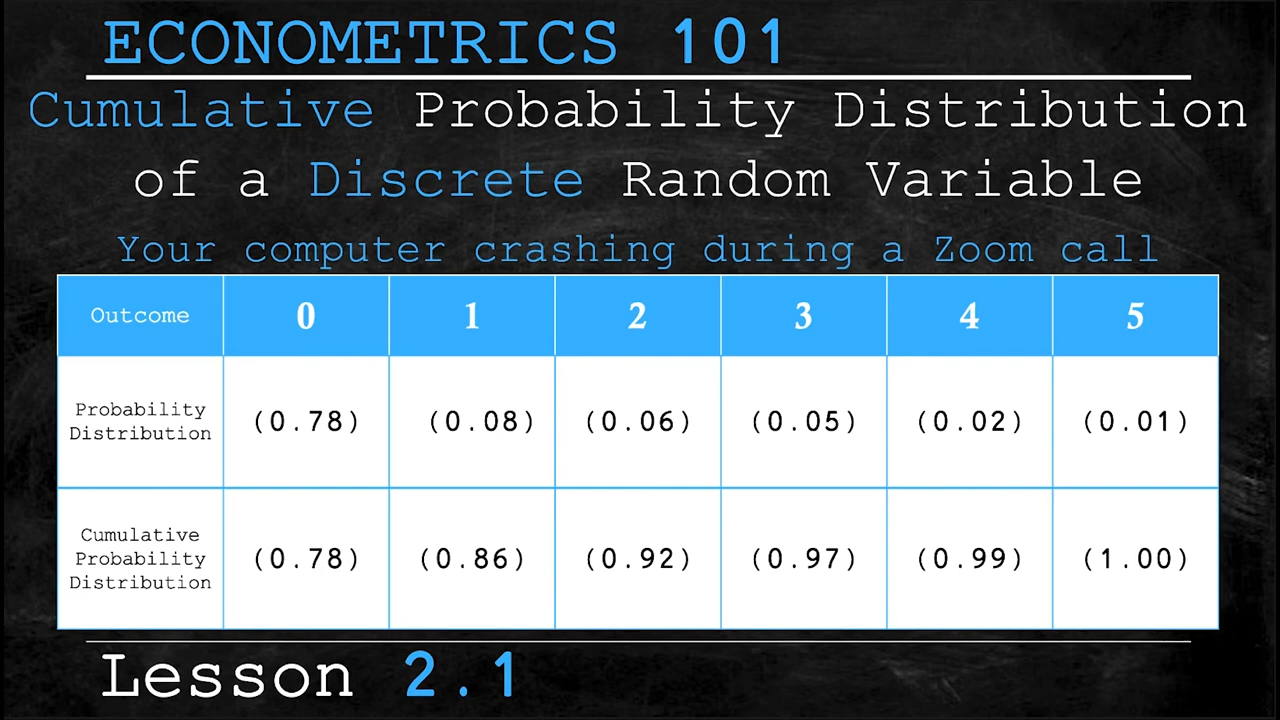 ECONOMETRICS 101
Cumulative Probability Distribution
of a Discrete Random Variable
Your computer crashing during a Zoom call
Outcome 0 1 2 3 4 5
Probability
Distribution (0.78) (0.08) (0.06) (0.05) (0.02) (0.01)
Cumulative
Probability
Distribution (0.78) (0.86) (0.92) (0.97) (0.99) (1.00)
Lesson 2.1